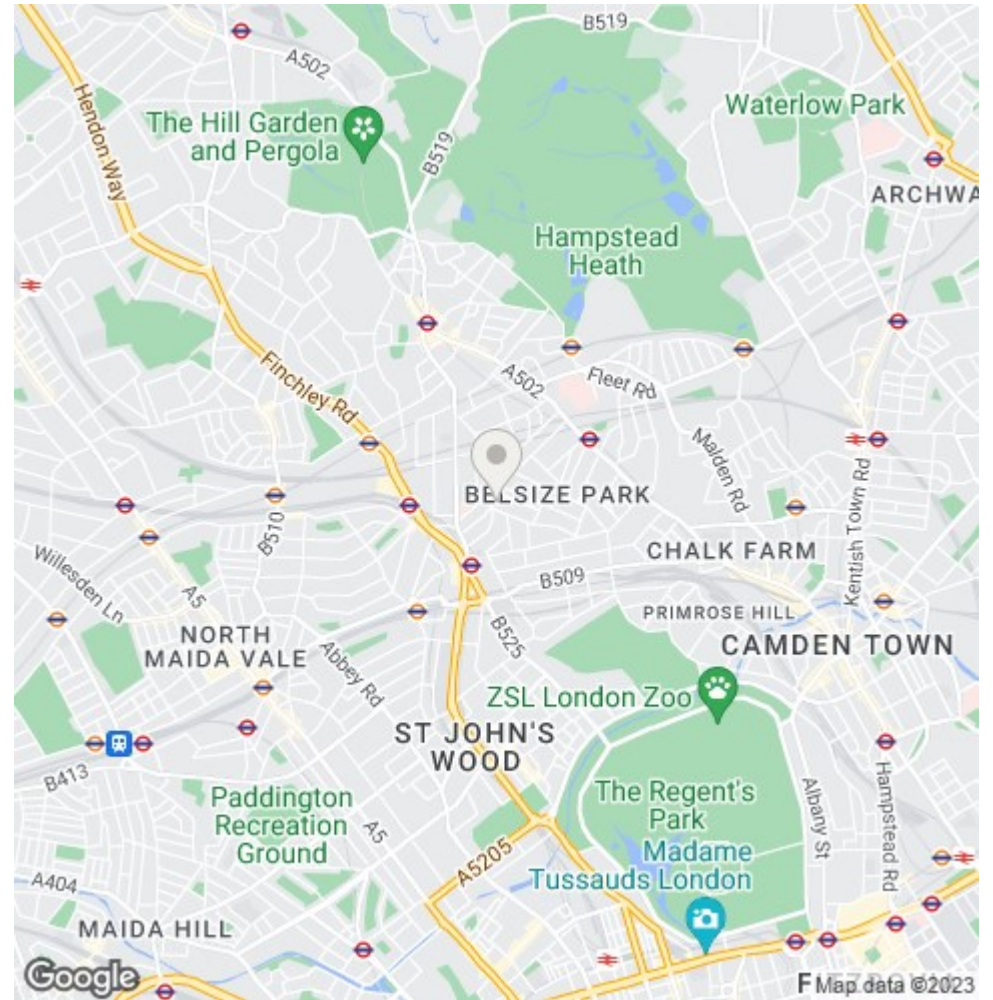 B519
A502
Hendon Way
The Hill Garden
and Pergola
B519
Waterlow Park
ARCHWA
Hampstead
Heath
Finchley Rd
A502
Fleet Rd
Malden Rd
Kentish Town Rd
BELSIZE PARK
B510
Willesden Ln
A5
CHALK FARM
B509
PRIMROSE HILL
NORTH
MAIDA VALE
Abbey Rd
B525
CAMDEN TOWN
ZSL London Zoo
ST JOHN'S
WOOD
B413
Paddington
Recreation
Ground
A5
The Regent's
Park
Albany St
Hampstead Rd
Madame
Tussauds London
A5205
A404
MAIDA HILL
Google
F
Map data ©2023